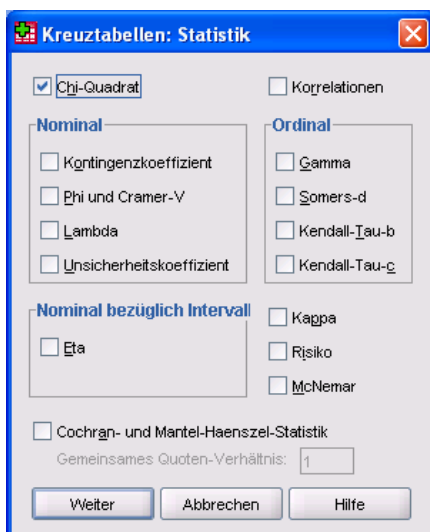 Kreuztabellen: Statistik
Chi-Quadrat
Korrelationen
Nominal
Kontingenzkoeffizient
Phi und Cramer-V
Lambda
Unsicherheitskoeffizient
Ordinal
Gamma
Somers-d
Kendall-Tau-b
Kendall-Tau-c
Nominal bezüglich Intervall
Eta
Kappa
Risiko
McNemar
Cochran- und Mantel-Haenszel-Statistik
Gemeinsames Quoten-Verhältnis: 1
Weiter Abbrechen Hilfe